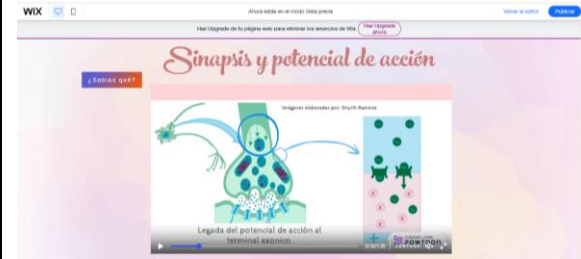 WiX
Ahora estás en el modo Vista previa
Volver al editor
Publicar
Haz Upgrade de tu página web para eliminar los anuncios de Wix
Haz Upgrade ahora
Sinapsis y potencial de acción
¿Sabías qué?
Imágenes elaboradas por:
Ramirez
Legada del potencial de acción al
terminal axonico
POWTOON